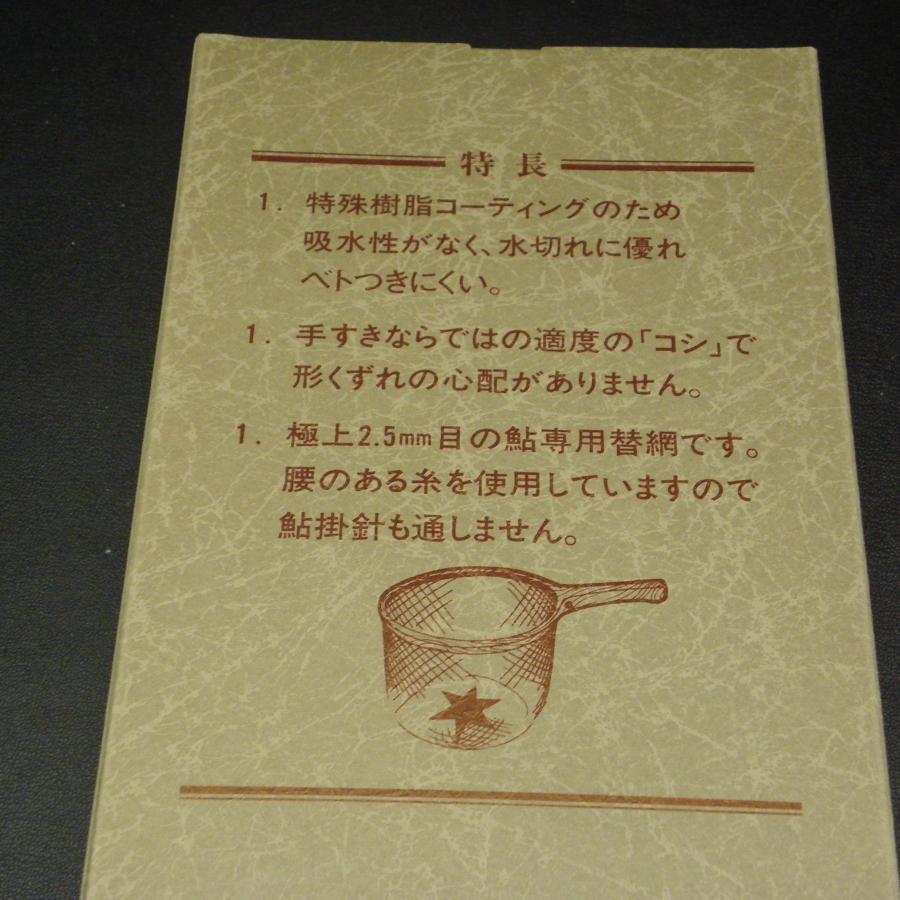 特長
1. 特殊樹脂コーティングのため
吸水性がなく、水切れに優れ
ベトつきにくい。
1. 手すきならではの適度の「コシ」で
形くずれの心配がありません。
1. 極上2.5mm目の鮎専用替網です。
腰のある糸を使用していますので
鮎掛針も通しません。